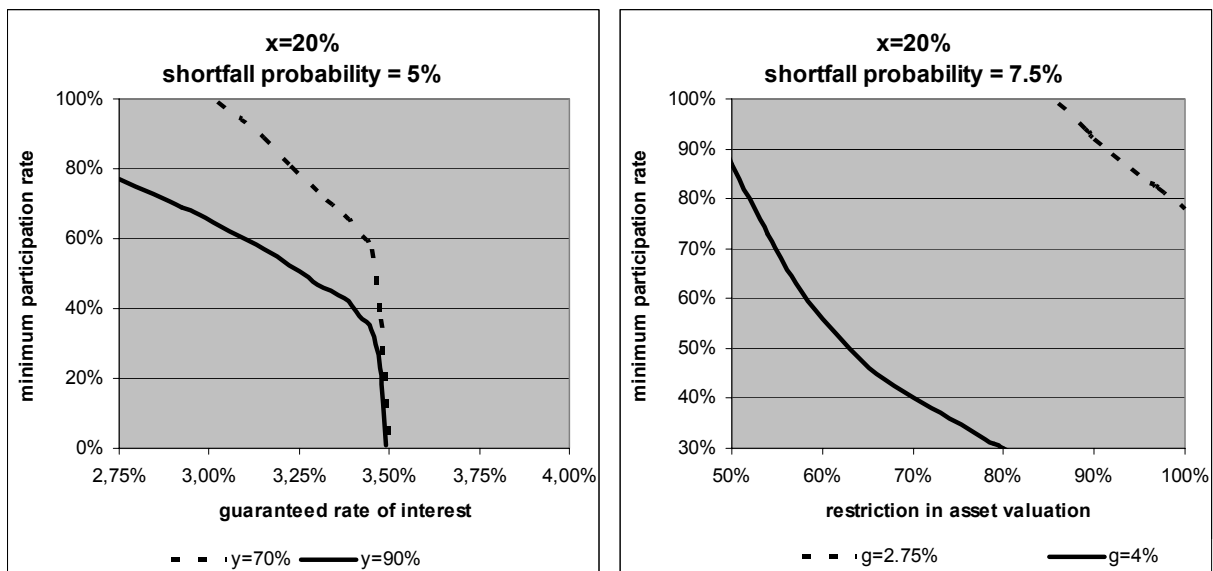 x=20%
shortfall probability = 5%
100%
80%
60%
40%
20%
0%
minimum participation rate
2,75% 3,00% 3,25% 3,50% 3,75% 4,00%
guaranteed rate of interest
y=70% y=90%
x=20%
shortfall probability = 7.5%
100%
90%
80%
70%
60%
50%
40%
30%
minimum participation rate
50% 60% 70% 80% 90% 100%
restriction in asset valuation
g=2.75% g=4%